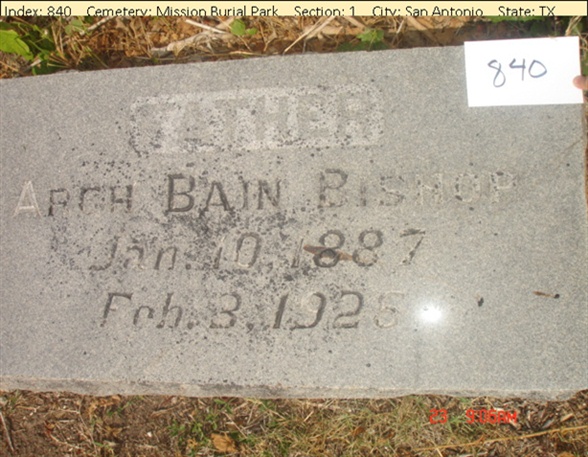 Index: 840 Cemetery: Mission Burial Park Section: 1 City: San Antonio State: TX
840
FATHER
ARCH BAIN BISHOP
Jan. 10, 1887
Feb. 3,